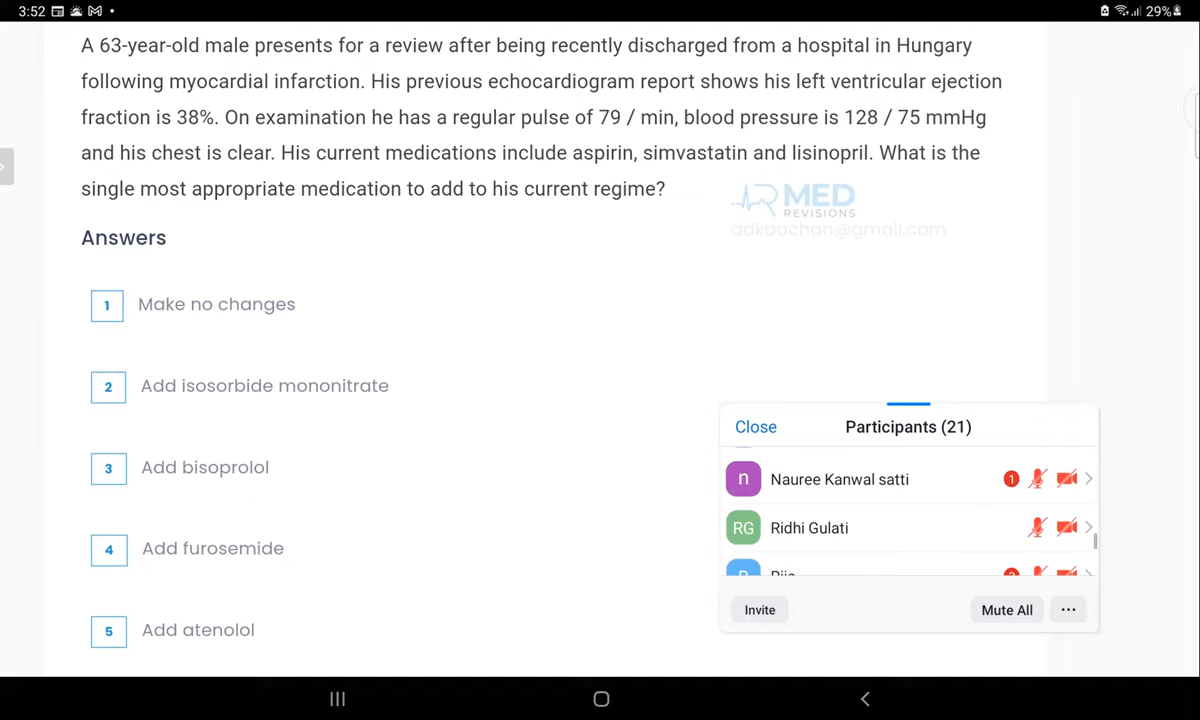 3:52
29%
A 63-year-old male presents for a review after being recently discharged from a hospital in Hungary
following myocardial infarction. His previous echocardiogram report shows his left ventricular ejection
fraction is 38%. On examination he has a regular pulse of 79 / min, blood pressure is 128 / 75 mmHg
and his chest is clear. His current medications include aspirin, simvastatin and lisinopril. What is the
single most appropriate medication to add to his current regime?
MED
REVISIONS
adkbachan@gmail.com
Answers
1 Make no changes
2 Add isosorbide mononitrate
3 Add bisoprolol
4 Add furosemide
5 Add atenolol
Close Participants (21)
n Nauree Kanwal satti 1
RG Ridhi Gulati
Invite Mute All